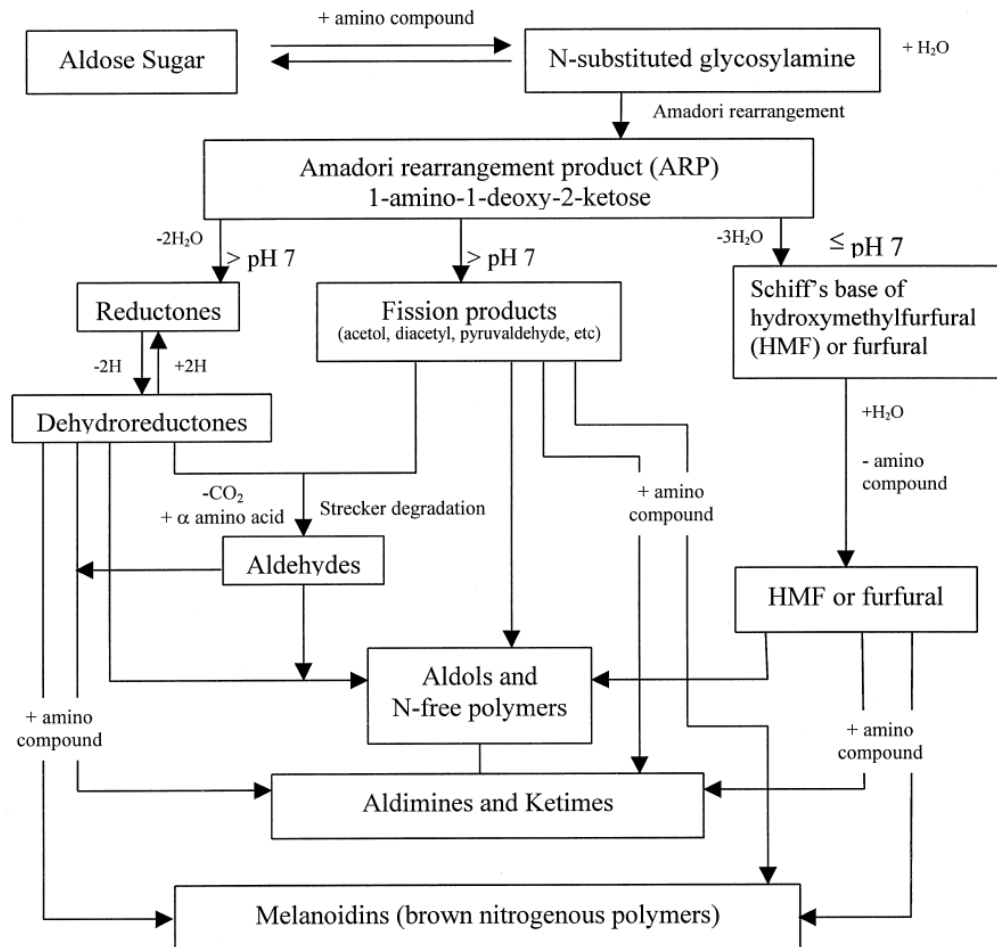 + amino compound
Aldose Sugar
N-substituted glycosylamine
+ H₂O
Amadori rearrangement
Amadori rearrangement product (ARP)
1-amino-1-deoxy-2-ketose
-2H₂O
> pH 7
> pH 7
-3H₂O
≤ pH 7
Reductones
Fission products
(acetol, diacetyl, pyruvaldehyde, etc)
Schiff's base of
hydroxymethylfurfural
(HMF) or furfural
-2H
+2H
Dehydroreductones
+H₂O
- amino
compound
-CO₂
+ α amino acid
Strecker degradation
+ amino
compound
Aldehydes
HMF or furfural
Aldols and
N-free polymers
+ amino
compound
+ amino
compound
Aldimines and Ketimes
Melanoidins (brown nitrogenous polymers)